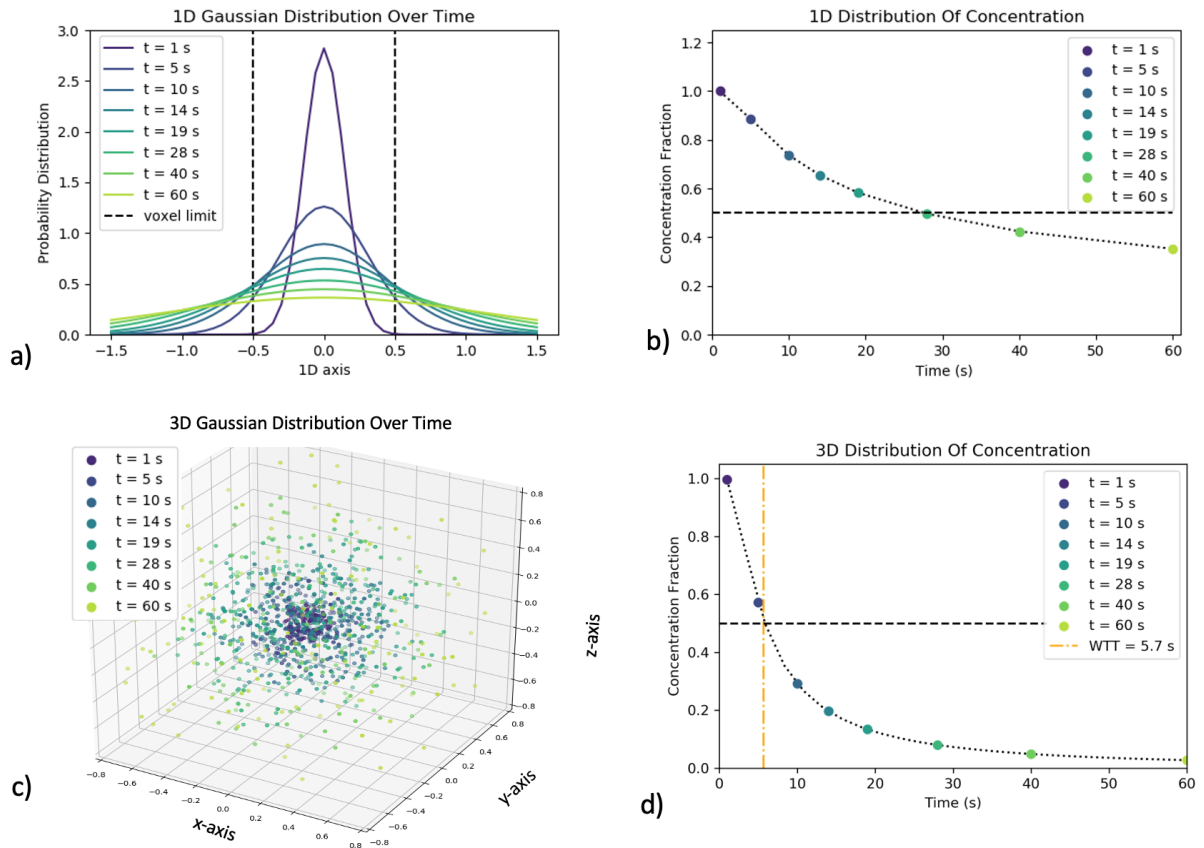 1D Gaussian Distribution Over Time
3.0
2.5
2.0
1.5
1.0
0.5
0.0
Probability Distribution
t = 1 s
t = 5 s
t = 10 s
t = 14 s
t = 19 s
t = 28 s
t = 40 s
t = 60 s
voxel limit
−1.5 −1.0 −0.5 0.0 0.5 1.0 1.5
1D axis
a)
1D Distribution Of Concentration
1.2
1.0
0.8
0.6
0.4
0.2
0.0
Concentration Fraction
t = 1 s
t = 5 s
t = 10 s
t = 14 s
t = 19 s
t = 28 s
t = 40 s
t = 60 s
0 10 20 30 40 50 60
Time (s)
b)
3D Gaussian Distribution Over Time
t = 1 s
t = 5 s
t = 10 s
t = 14 s
t = 19 s
t = 28 s
t = 40 s
t = 60 s
0.8
0.6
0.4
0.2
0.0
−0.2
−0.4
−0.6
−0.8
z-axis
0.8
0.6
0.4
0.2
0.0
−0.2
−0.4
−0.6
−0.8
y-axis
−0.8 −0.6 −0.4 −0.2 0.0 0.2 0.4 0.6 0.8
x-axis
c)
3D Distribution Of Concentration
1.0
0.8
0.6
0.4
0.2
0.0
Concentration Fraction
t = 1 s
t = 5 s
t = 10 s
t = 14 s
t = 19 s
t = 28 s
t = 40 s
t = 60 s
WTT = 5.7 s
0 10 20 30 40 50 60
Time (s)
d)